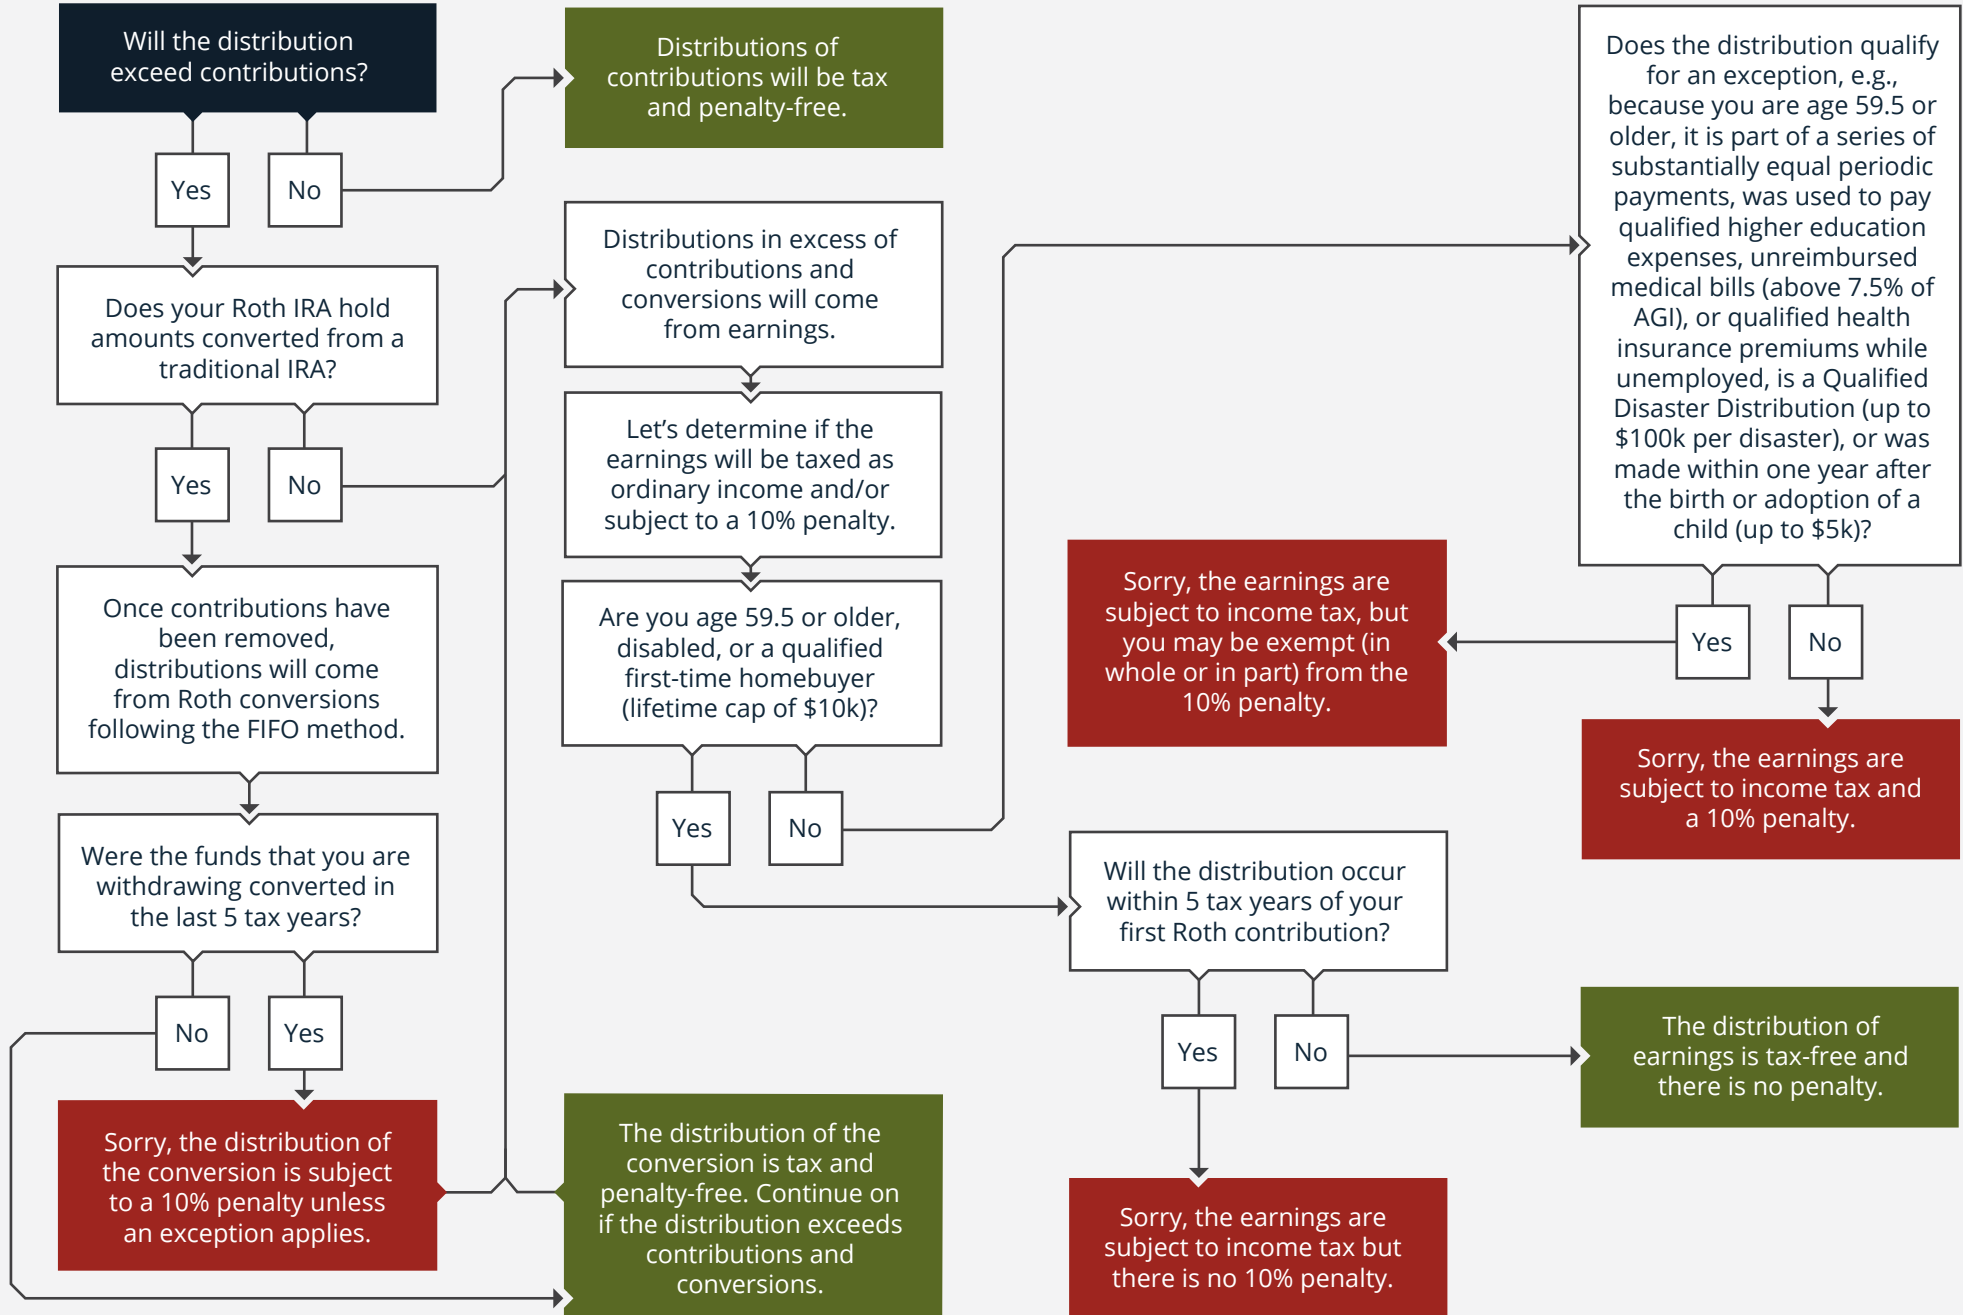 Will the distribution
exceed contributions?
Yes
No
Distributions of
contributions will be tax
and penalty-free.
Does your Roth IRA hold
amounts converted from a
traditional IRA?
Yes
No
Once contributions have
been removed,
distributions will come
from Roth conversions
following the FIFO method.
Were the funds that you are
withdrawing converted in
the last 5 tax years?
No
Yes
Sorry, the distribution of
the conversion is subject
to a 10% penalty unless
an exception applies.
The distribution of the
conversion is tax and
penalty-free. Continue on
if the distribution exceeds
contributions and
conversions.
Distributions in excess of
contributions and
conversions will come
from earnings.
Let’s determine if the
earnings will be taxed as
ordinary income and/or
subject to a 10% penalty.
Are you age 59.5 or older,
disabled, or a qualified
first-time homebuyer
(lifetime cap of $10k)?
Yes
No
Will the distribution occur
within 5 tax years of your
first Roth contribution?
Yes
No
Sorry, the earnings are
subject to income tax but
there is no 10% penalty.
The distribution of
earnings is tax-free and
there is no penalty.
Does the distribution qualify
for an exception, e.g.,
because you are age 59.5 or
older, it is part of a series of
substantially equal periodic
payments, was used to pay
qualified higher education
expenses, unreimbursed
medical bills (above 7.5% of
AGI), or qualified health
insurance premiums while
unemployed, is a Qualified
Disaster Distribution (up to
$100k per disaster), or was
made within one year after
the birth or adoption of a
child (up to $5k)?
Yes
No
Sorry, the earnings are
subject to income tax, but
you may be exempt (in
whole or in part) from the
10% penalty.
Sorry, the earnings are
subject to income tax and
a 10% penalty.